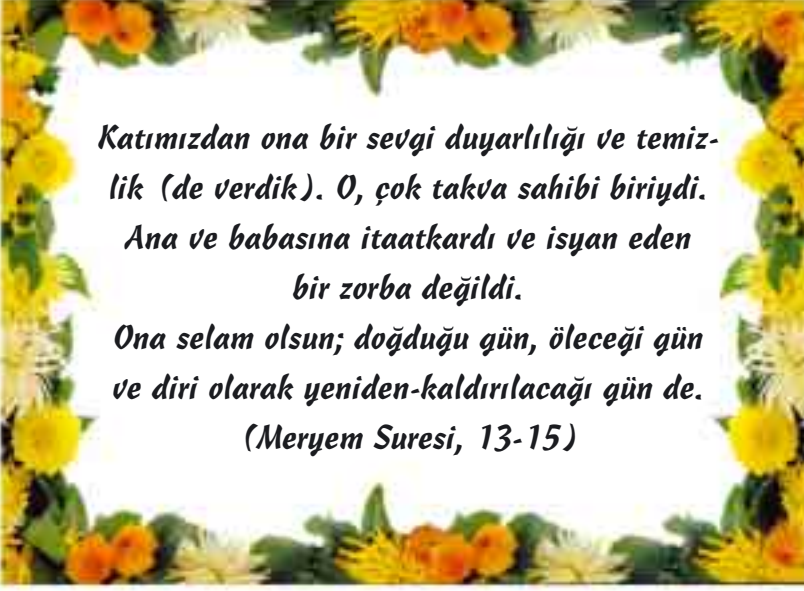 Katımızdan ona bir sevgi duyarlılığı ve temiz-
lik (de verdik). O, çok takva sahibi biriydi.
Ana ve babasına itaatkardı ve isyan eden
bir zorba değildi.
Ona selam olsun; doğduğu gün, öleceği gün
ve diri olarak yeniden-kaldırılacağı gün de.
(Meryem Suresi, 13-15)